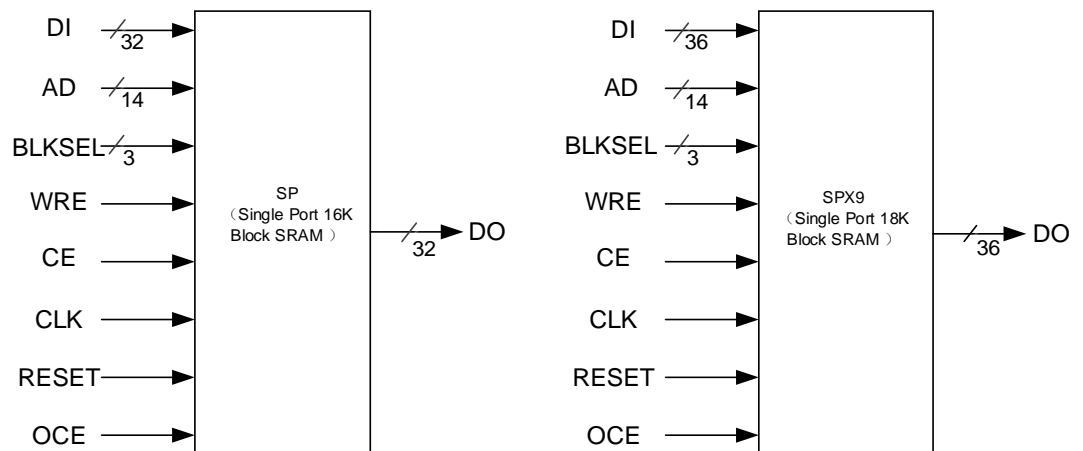 DI
32
AD
14
BLKSEL
3
WRE
CE
CLK
RESET
OCE
SP
（Single Port 16K
Block SRAM ）
DO
32
DI
36
AD
14
BLKSEL
3
WRE
CE
CLK
RESET
OCE
SPX9
（Single Port 18K
Block SRAM ）
DO
36